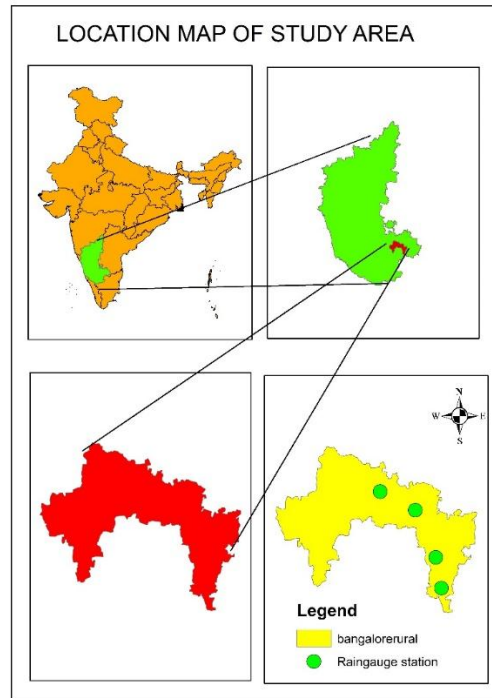 LOCATION MAP OF STUDY AREA
N
W E
S
Legend
bangalorerural
Raingauge station